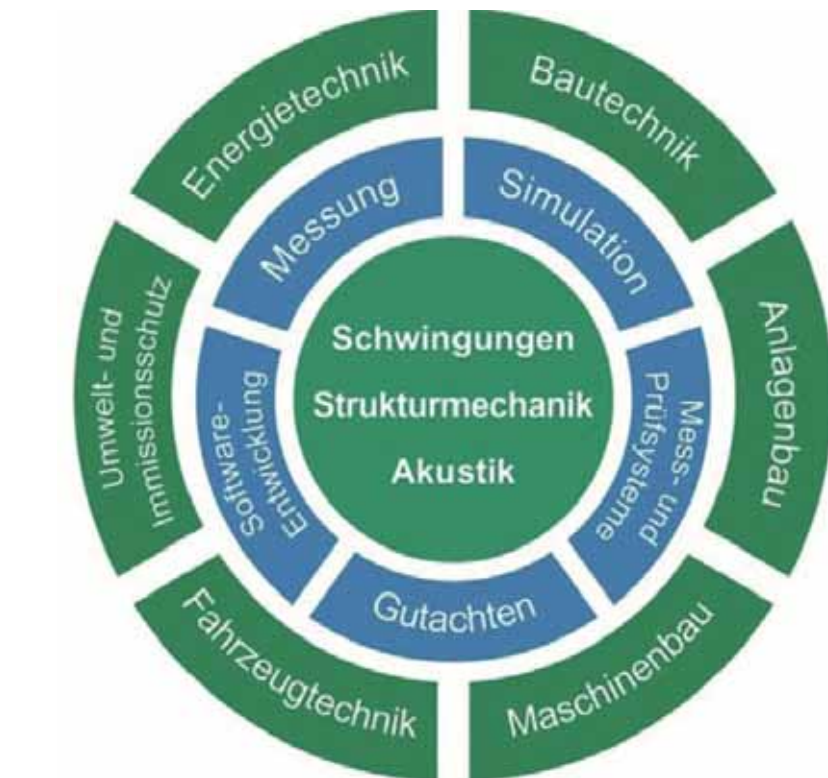 Energietechnik
Bautechnik
Anlagenbau
Maschinenbau
Fahrzeugtechnik
Umwelt- und
Immissionsschutz
Messung
Simulation
Mess- und
Prüfsysteme
Gutachten
Software-
Entwicklung
Schwingungen
Strukturmechanik
Akustik